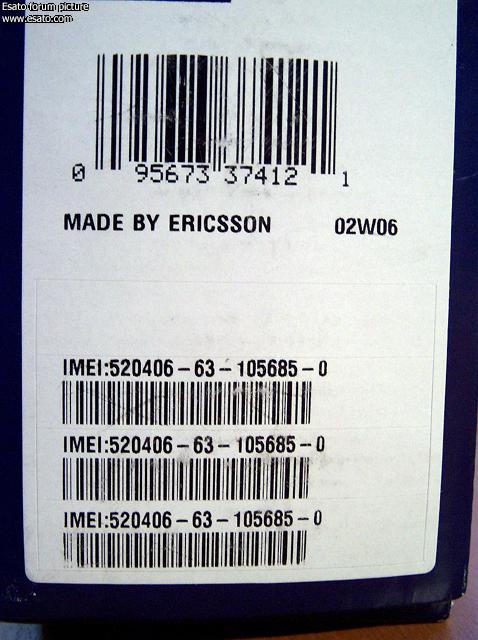 Esato forum picture
www.esato.com
0 95673 37412 1
MADE BY ERICSSON 02W06
IMEI:520406-63-105685-0
IMEI:520406-63-105685-0
IMEI:520406-63-105685-0